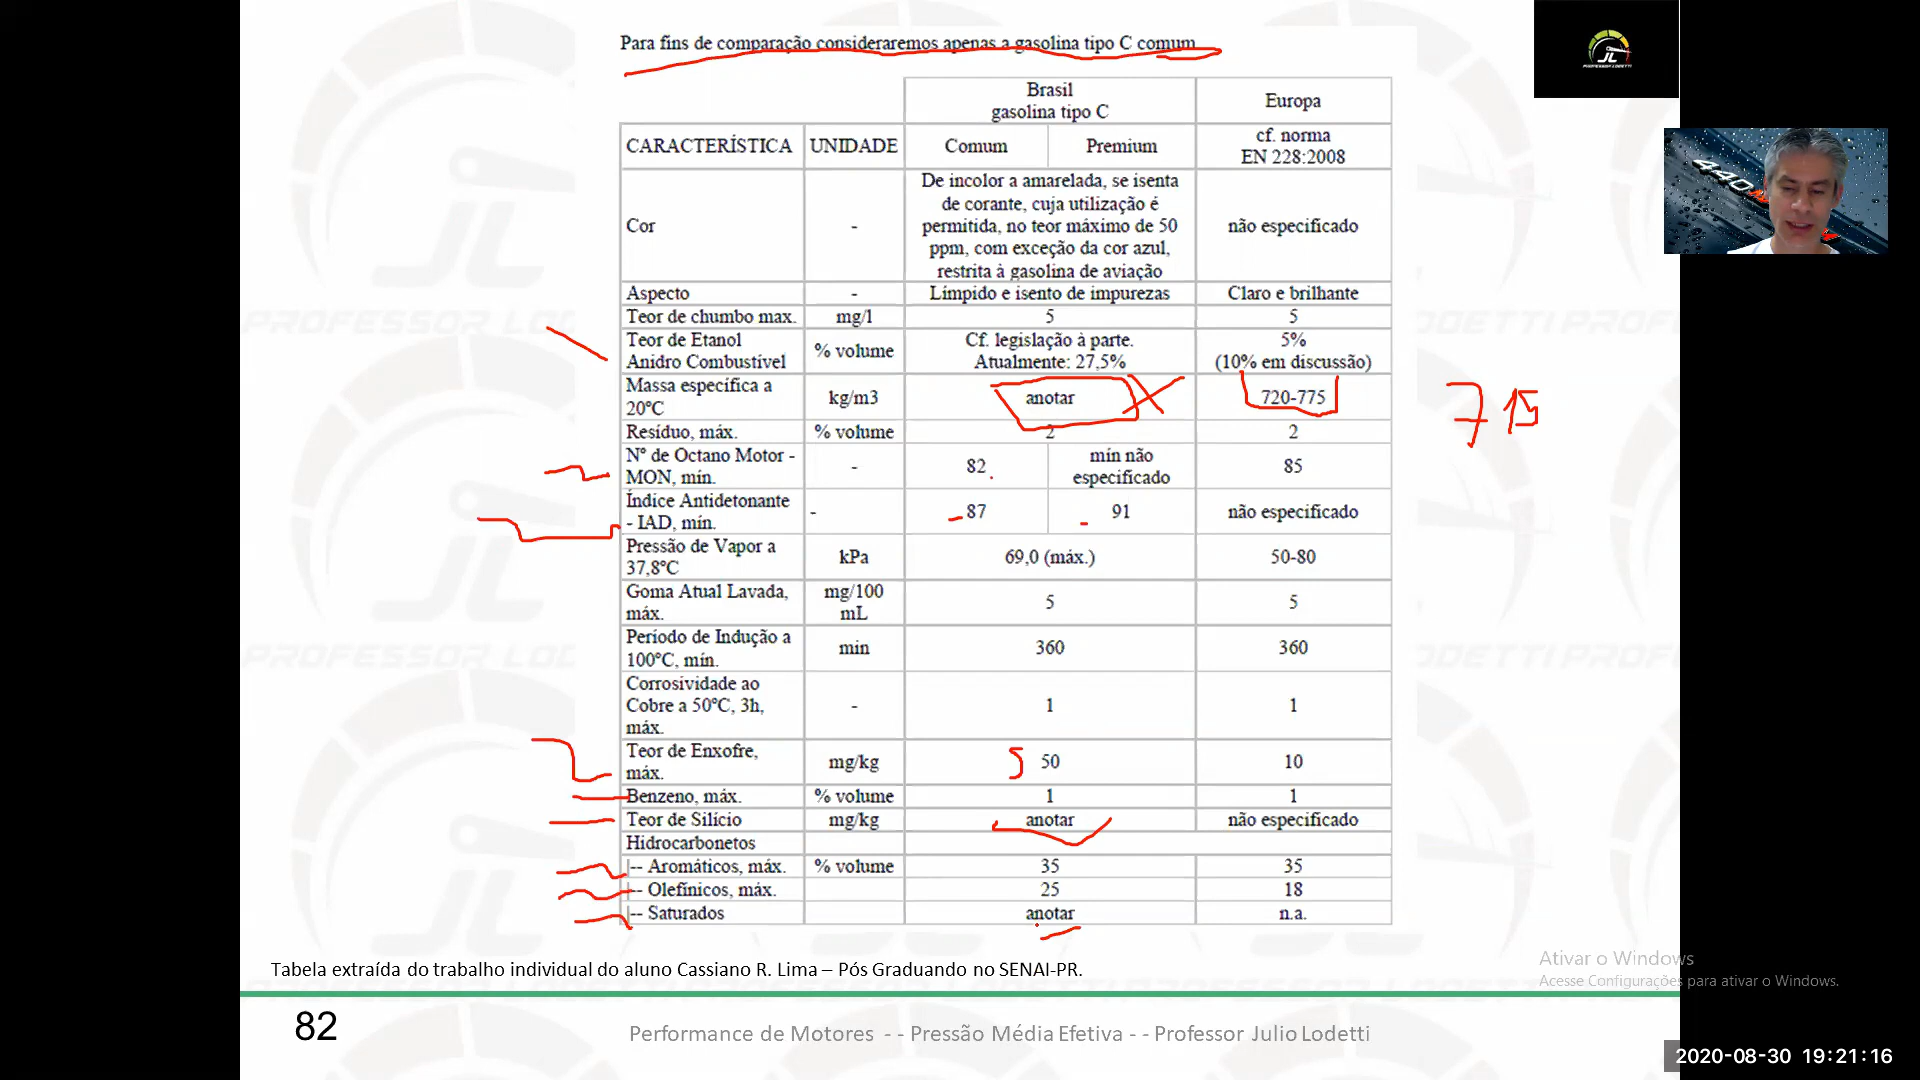 Para fins de comparação consideraremos apenas a gasolina tipo C comum
JL
PROFESSOR LODETTI
Brasil
gasolina tipo C
Europa
CARACTERÍSTICA UNIDADE Comum Premium cf. norma
EN 228:2008
Cor - De incolor a amarelada, se isenta
de corante, cuja utilização é
permitida, no teor máximo de 50
ppm, com exceção da cor azul,
restrita à gasolina de aviação
não especificado
440
Aspecto - Límpido e isento de impurezas Claro e brilhante
Teor de chumbo max. mg/l 5 5
Teor de Etanol
Anidro Combustível
% volume
Cf. legislação à parte.
Atualmente: 27,5%
5%
(10% em discussão)
Massa específica a
20ºC
kg/m3 anotar 720-775
715
Resíduo, máx. % volume 2 2
Nº de Octano Motor -
MON, mín.
- 82 mín não
especificado
85
Índice Antidetonante
- IAD, mín.
- 87 91 não especificado
Pressão de Vapor a
37,8ºC
kPa 69,0 (máx.) 50-80
Goma Atual Lavada,
máx.
mg/100
mL
5 5
Período de Indução a
100ºC, mín.
min 360 360
Corrosividade ao
Cobre a 50ºC, 3h,
máx.
- 1 1
Teor de Enxofre,
máx.
mg/kg 50 10
Benzeno, máx. % volume 1 1
Teor de Silício mg/kg anotar não especificado
Hidrocarbonetos
|-- Aromáticos, máx. % volume 35 35
|-- Olefínicos, máx. 25 18
|-- Saturados anotar n.a.
Tabela extraída do trabalho individual do aluno Cassiano R. Lima – Pós Graduando no SENAI-PR.
Ativar o Windows
Acesse Configurações para ativar o Windows.
82
Performance de Motores - - Pressão Média Efetiva - - Professor Julio Lodetti
2020-08-30 19:21:16